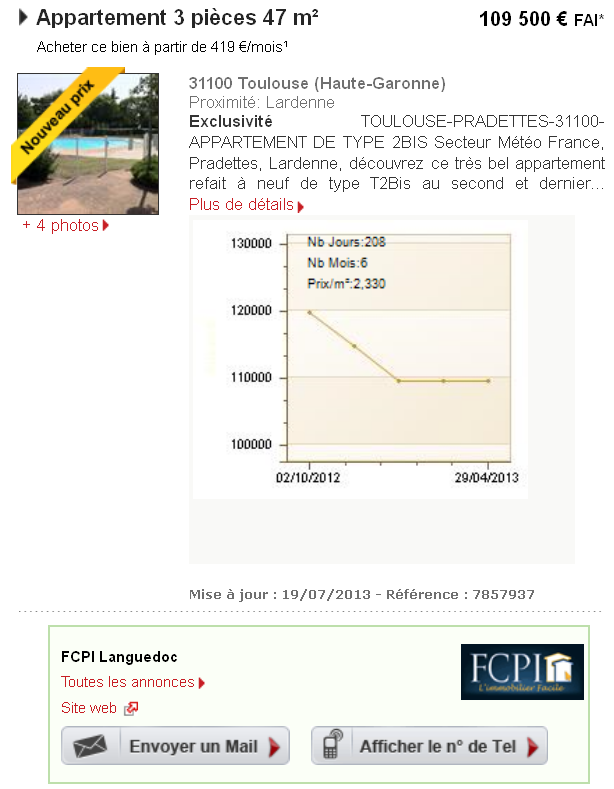 Appartement 3 pièces 47 m²
109 500 € FAI*
Acheter ce bien à partir de 419 €/mois¹
Nouveau prix
+ 4 photos
31100 Toulouse (Haute-Garonne)
Proximité: Lardenne
Exclusivité TOULOUSE-PRADETTES-31100-
APPARTEMENT DE TYPE 2BIS Secteur Météo France,
Pradettes, Lardenne, découvrez ce très bel appartement
refait à neuf de type T2Bis au second et dernier...
Plus de détails
130000
120000
110000
100000
Nb Jours:208
Nb Mois:6
Prix/m²:2,330
02/10/2012
29/04/2013
Mise à jour : 19/07/2013 - Référence : 7857937
FCPI Languedoc
Toutes les annonces
Site web
FCPI
L'immobilier Facile
Envoyer un Mail
Afficher le n° de Tel